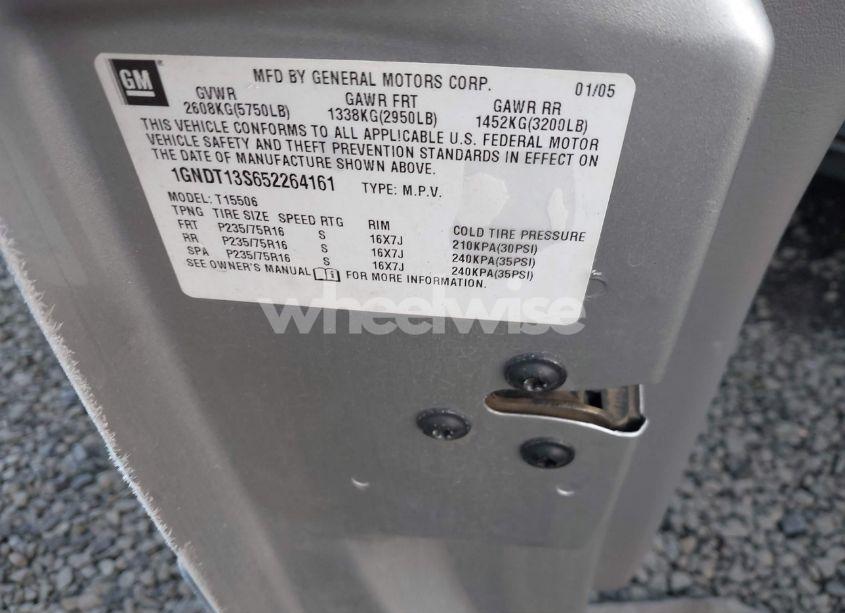 GM
MFD BY GENERAL MOTORS CORP. 01/05
GVWR GAWR FRT GAWR RR
2608KG(5750LB) 1338KG(2950LB) 1452KG(3200LB)
THIS VEHICLE CONFORMS TO ALL APPLICABLE U.S. FEDERAL MOTOR
VEHICLE SAFETY AND THEFT PREVENTION STANDARDS IN EFFECT ON
THE DATE OF MANUFACTURE SHOWN ABOVE.
1GNDT13S652264161 TYPE: M.P.V.
MODEL: T15506
TPNG TIRE SIZE SPEED RTG RIM COLD TIRE PRESSURE
FRT P235/75R16 S 16X7J 210KPA(30PSI)
RR P235/75R16 S 16X7J 240KPA(35PSI)
SPA P235/75R16 S 16X7J 240KPA(35PSI)
SEE OWNER'S MANUAL FOR MORE INFORMATION.
wheelwise